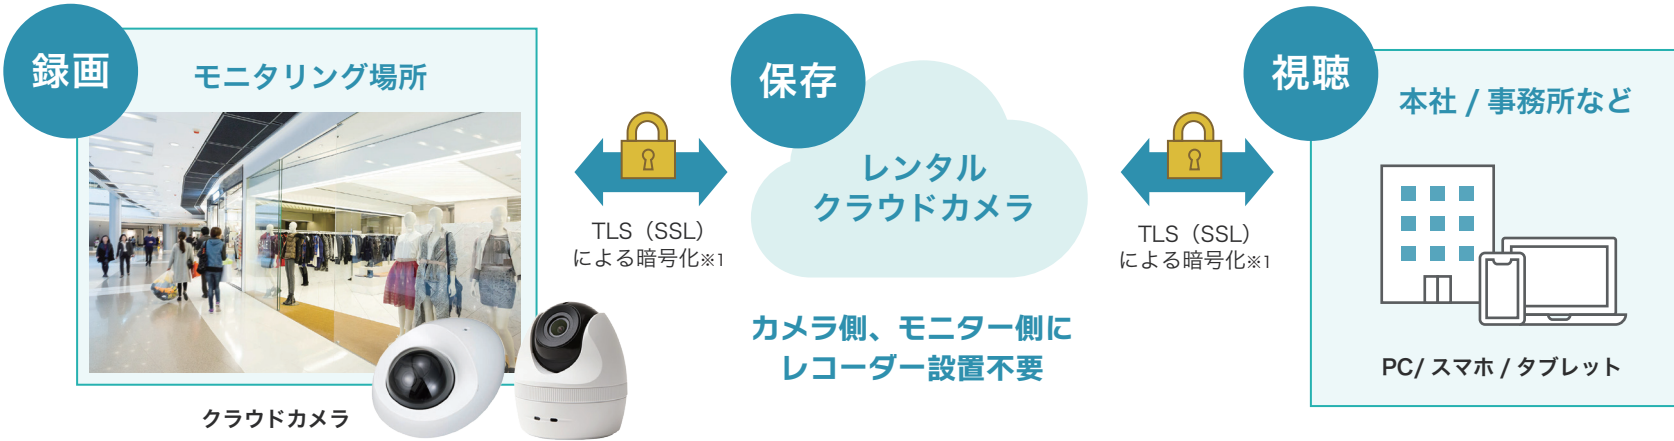 録画
モニタリング場所
クラウドカメラ
TLS（SSL）
による暗号化※1
保存
レンタル
クラウドカメラ
カメラ側、モニター側に
レコーダー設置不要
TLS（SSL）
による暗号化※1
視聴
本社 / 事務所など
PC/ スマホ / タブレット